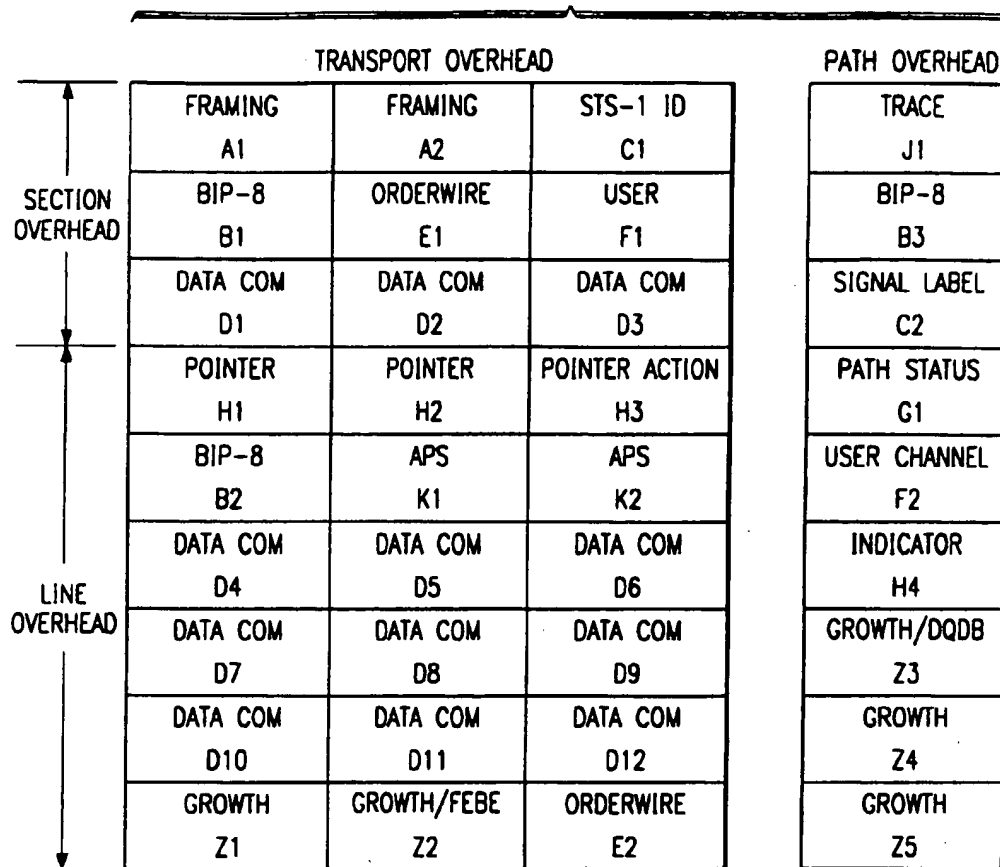 TRANSPORT OVERHEAD PATH OVERHEAD
FRAMING FRAMING STS-1 ID TRACE
A1 A2 C1 J1
SECTION OVERHEAD
BIP-8 ORDERWIRE USER BIP-8
B1 E1 F1 B3
DATA COM DATA COM DATA COM SIGNAL LABEL
D1 D2 D3 C2
POINTER POINTER POINTER ACTION PATH STATUS
H1 H2 H3 G1
BIP-8 APS APS USER CHANNEL
B2 K1 K2 F2
DATA COM DATA COM DATA COM INDICATOR
D4 D5 D6 H4
LINE OVERHEAD
DATA COM DATA COM DATA COM GROWTH/DQDB
D7 D8 D9 Z3
DATA COM DATA COM DATA COM GROWTH
D10 D11 D12 Z4
GROWTH GROWTH/FEBE ORDERWIRE GROWTH
Z1 Z2 E2 Z5